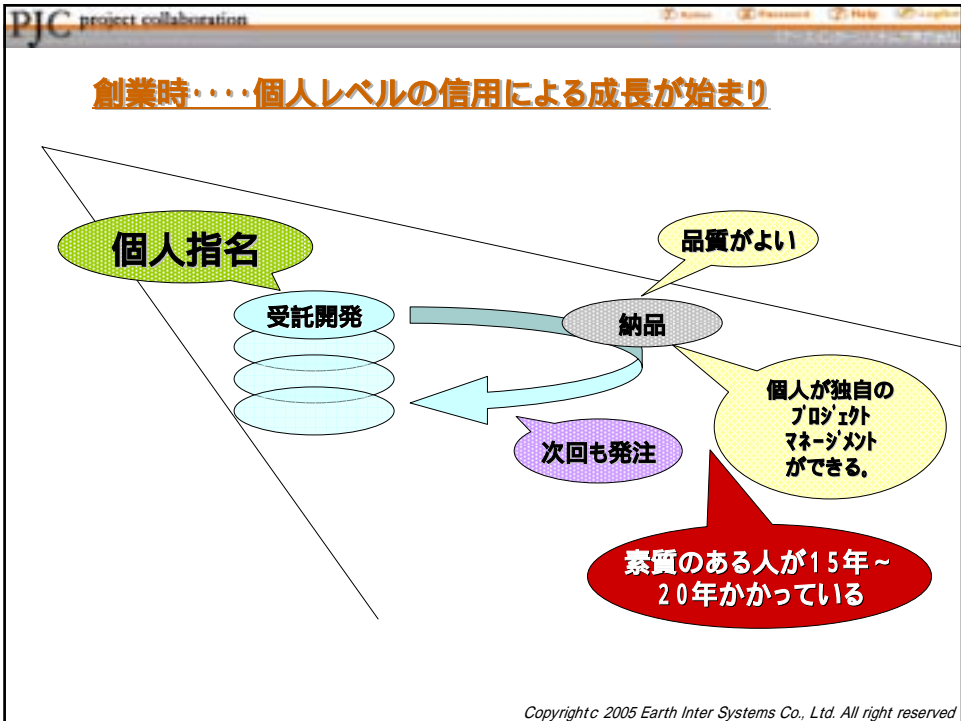 PJC project collaboration
Help
創業時‥‥個人レベルの信用による成長が始まり
個人指名
品質がよい
受託開発
納品
個人が独自の
ﾌﾟﾛｼﾞｪｸﾄ
ﾏﾈｰｼﾞﾒﾝﾄ
ができる。
次回も発注
素質のある人が15年~
20年かかっている
Copyrightc 2005 Earth Inter Systems Co., Ltd. All right reserved